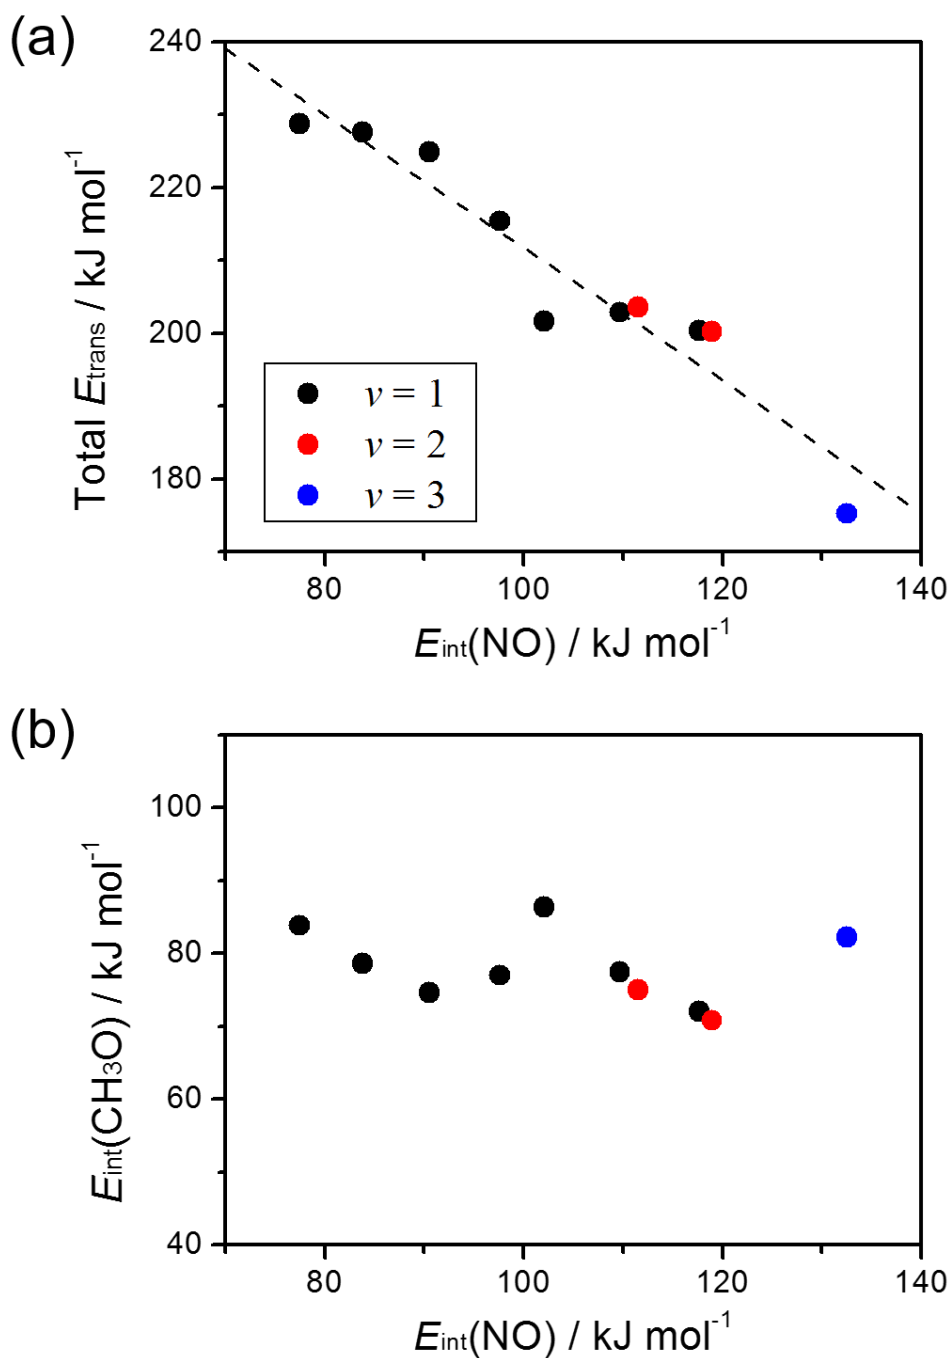 (a)
240
220
200
180
Total Etrans / kJ mol-1
v = 1
v = 2
v = 3
80 100 120 140
Eint(NO) / kJ mol-1
(b)
100
80
60
40
Eint(CH3O) / kJ mol-1
80 100 120 140
Eint(NO) / kJ mol-1